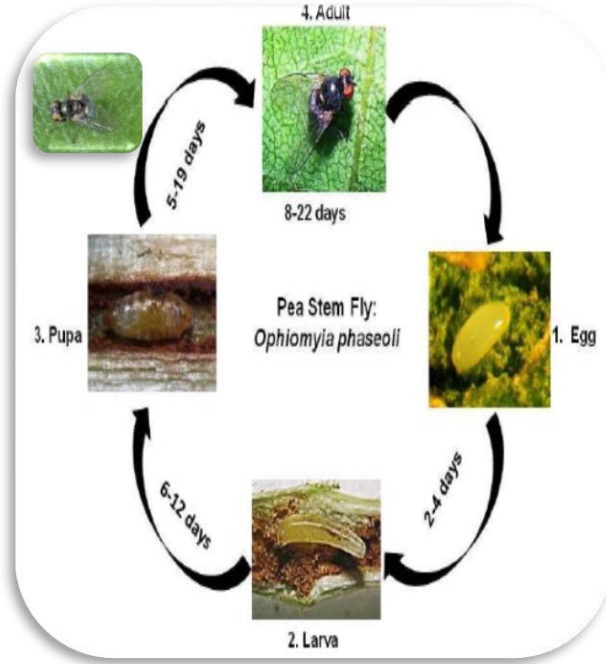 4. Adult
5-19 days
8-22 days
Pea Stem Fly:
Ophiomyia phaseoli
3. Pupa
1. Egg
6-12 days
2-4 days
2. Larva